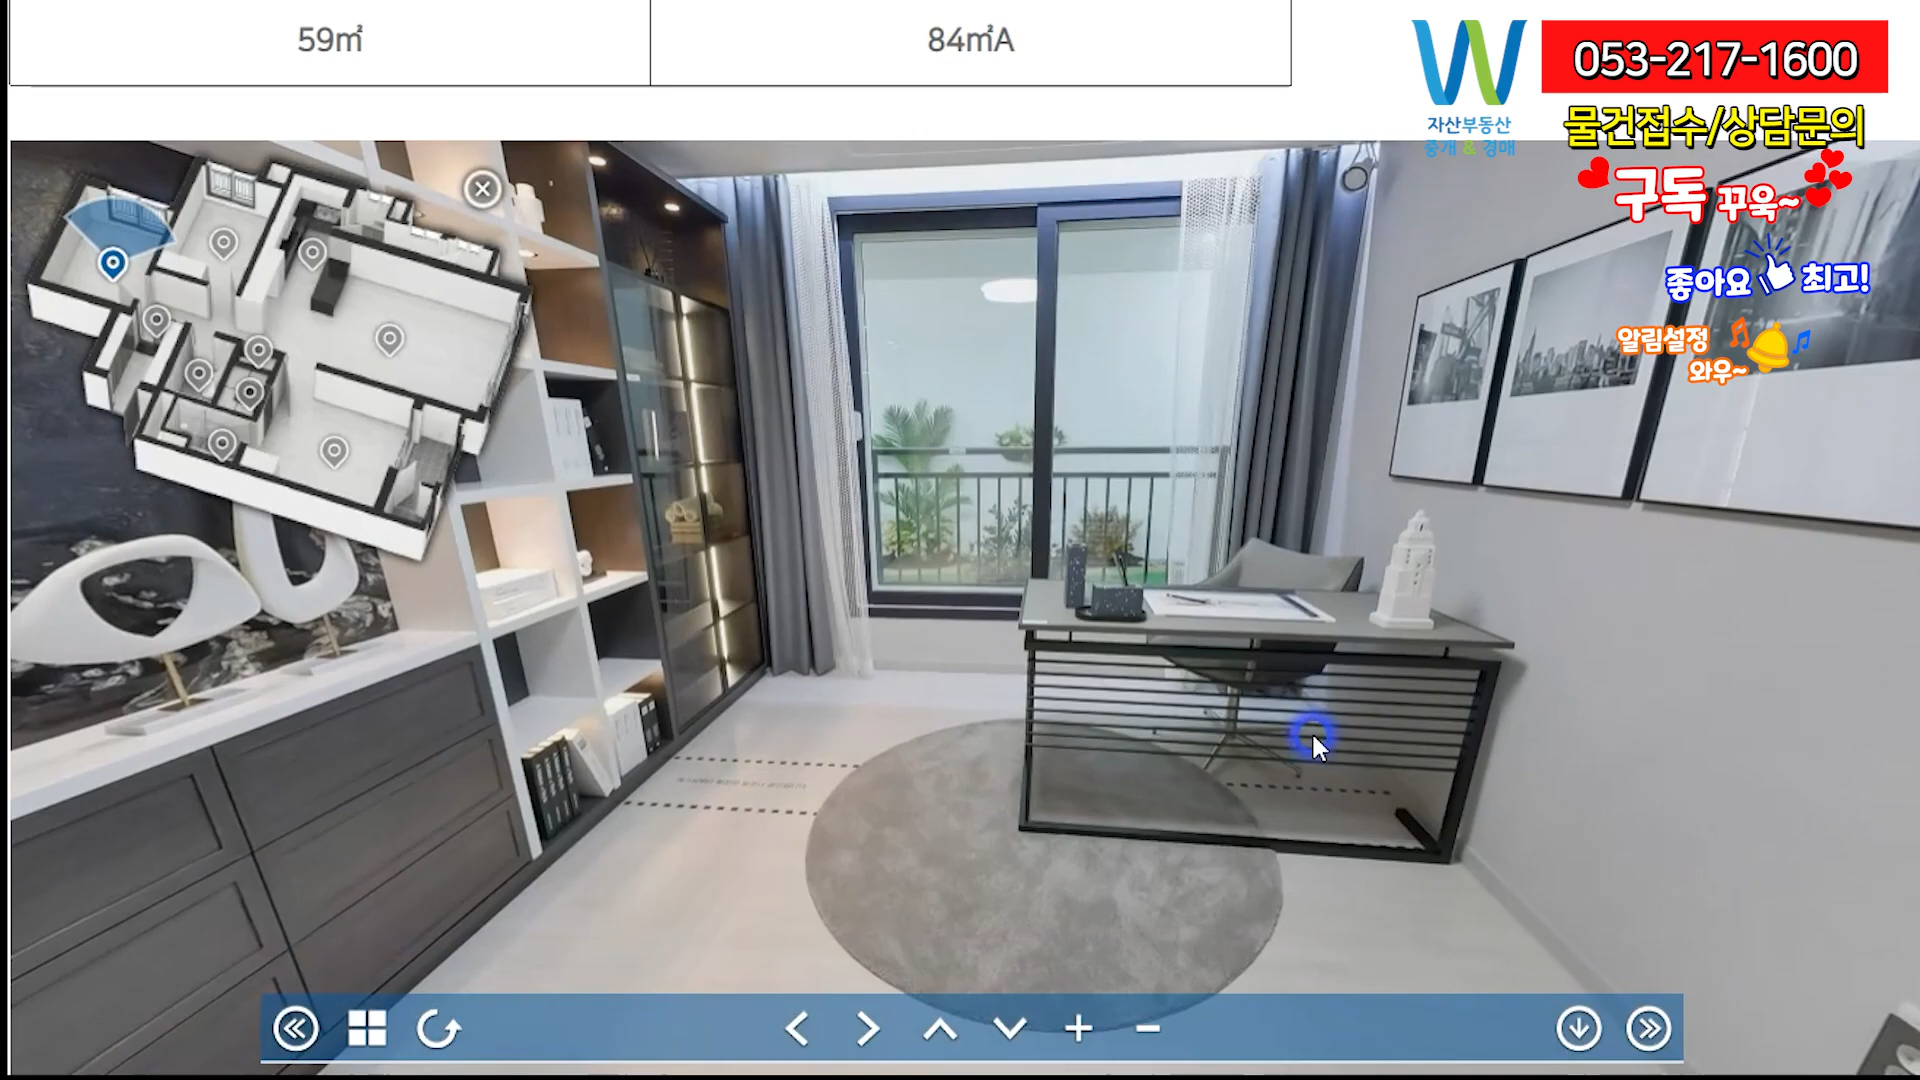 59㎡
84㎡A
053-217-1600
자산부동산
중개 & 경매
물건접수/상담문의
구독 꾸욱~
좋아요 최고!
알림설정
와우~